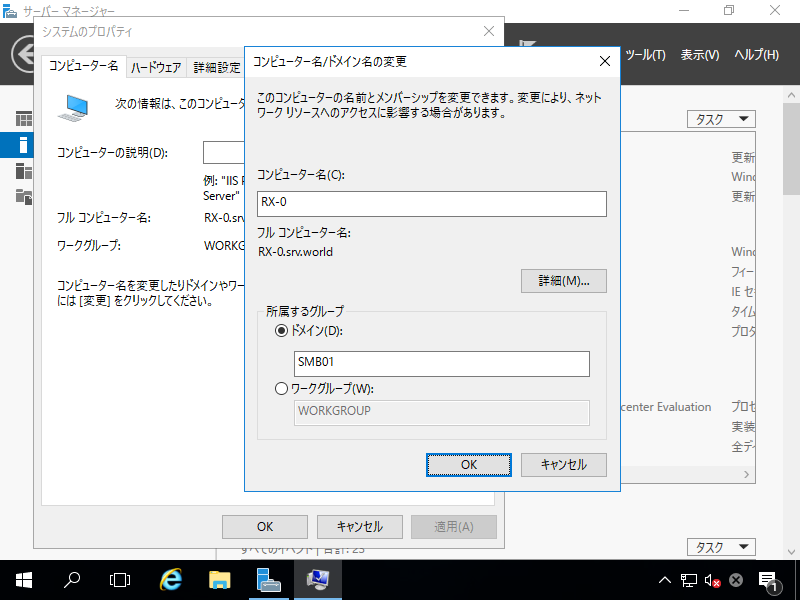 サーバー マネージャー
システムのプロパティ
コンピューター名
ハードウェア
詳細設定
次の情報は、このコンピュータ
コンピューターの説明(D):
例: "IIS
Server"
フル コンピューター名:
RX-0.srv
ワークグループ:
WORKG
コンピューター名を変更したりドメインやワー
には [変更] をクリックしてください。
OK
キャンセル
適用(A)
コンピューター名/ドメイン名の変更
このコンピューターの名前とメンバーシップを変更できます。変更により、ネット
ワーク リソースへのアクセスに影響する場合があります。
コンピューター名(C):
RX-0
フル コンピューター名:
RX-0.srv.world
詳細(M)...
所属するグループ
ドメイン(D):
SMB01
ワークグループ(W):
WORKGROUP
OK
キャンセル
ツール(T)
表示(V)
ヘルプ(H)
タスク
更新
Wind
更新
Wind
フィー
IE セ
タイム
プロダ
center Evaluation
プロセ
実装
全デ
すべてのイベント | 合計: 23
タスク
1